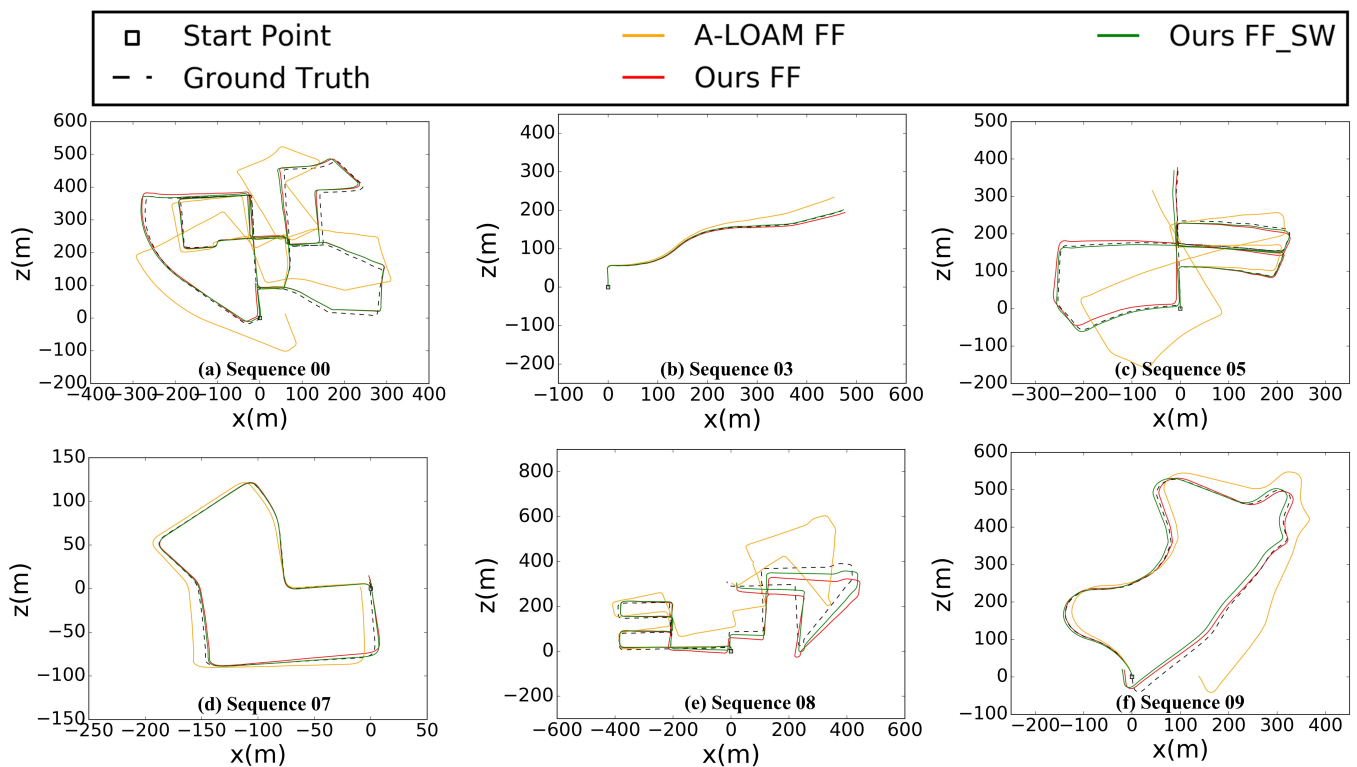 Start Point
Ground Truth
A-LOAM FF
Ours FF
Ours FF_SW
600
500
400
300
200
100
0
−100
−200
z(m)
−400−300−200−100 0 100 200 300 400
x(m)
(a) Sequence 00
400
300
200
100
0
−100
−200
z(m)
−100 0 100 200 300 400 500 600
x(m)
(b) Sequence 03
500
400
300
200
100
0
−100
−200
z(m)
−300−200−100 0 100 200 300
x(m)
(c) Sequence 05
150
100
50
0
−50
−100
−150
z(m)
−250 −200 −150 −100 −50 0 50
x(m)
(d) Sequence 07
800
600
400
200
0
−200
z(m)
−600 −400 −200 0 200 400 600 800
x(m)
(e) Sequence 08
600
500
400
300
200
100
0
−100
z(m)
−200 −100 0 100 200 300 400 500
x(m)
(f) Sequence 09